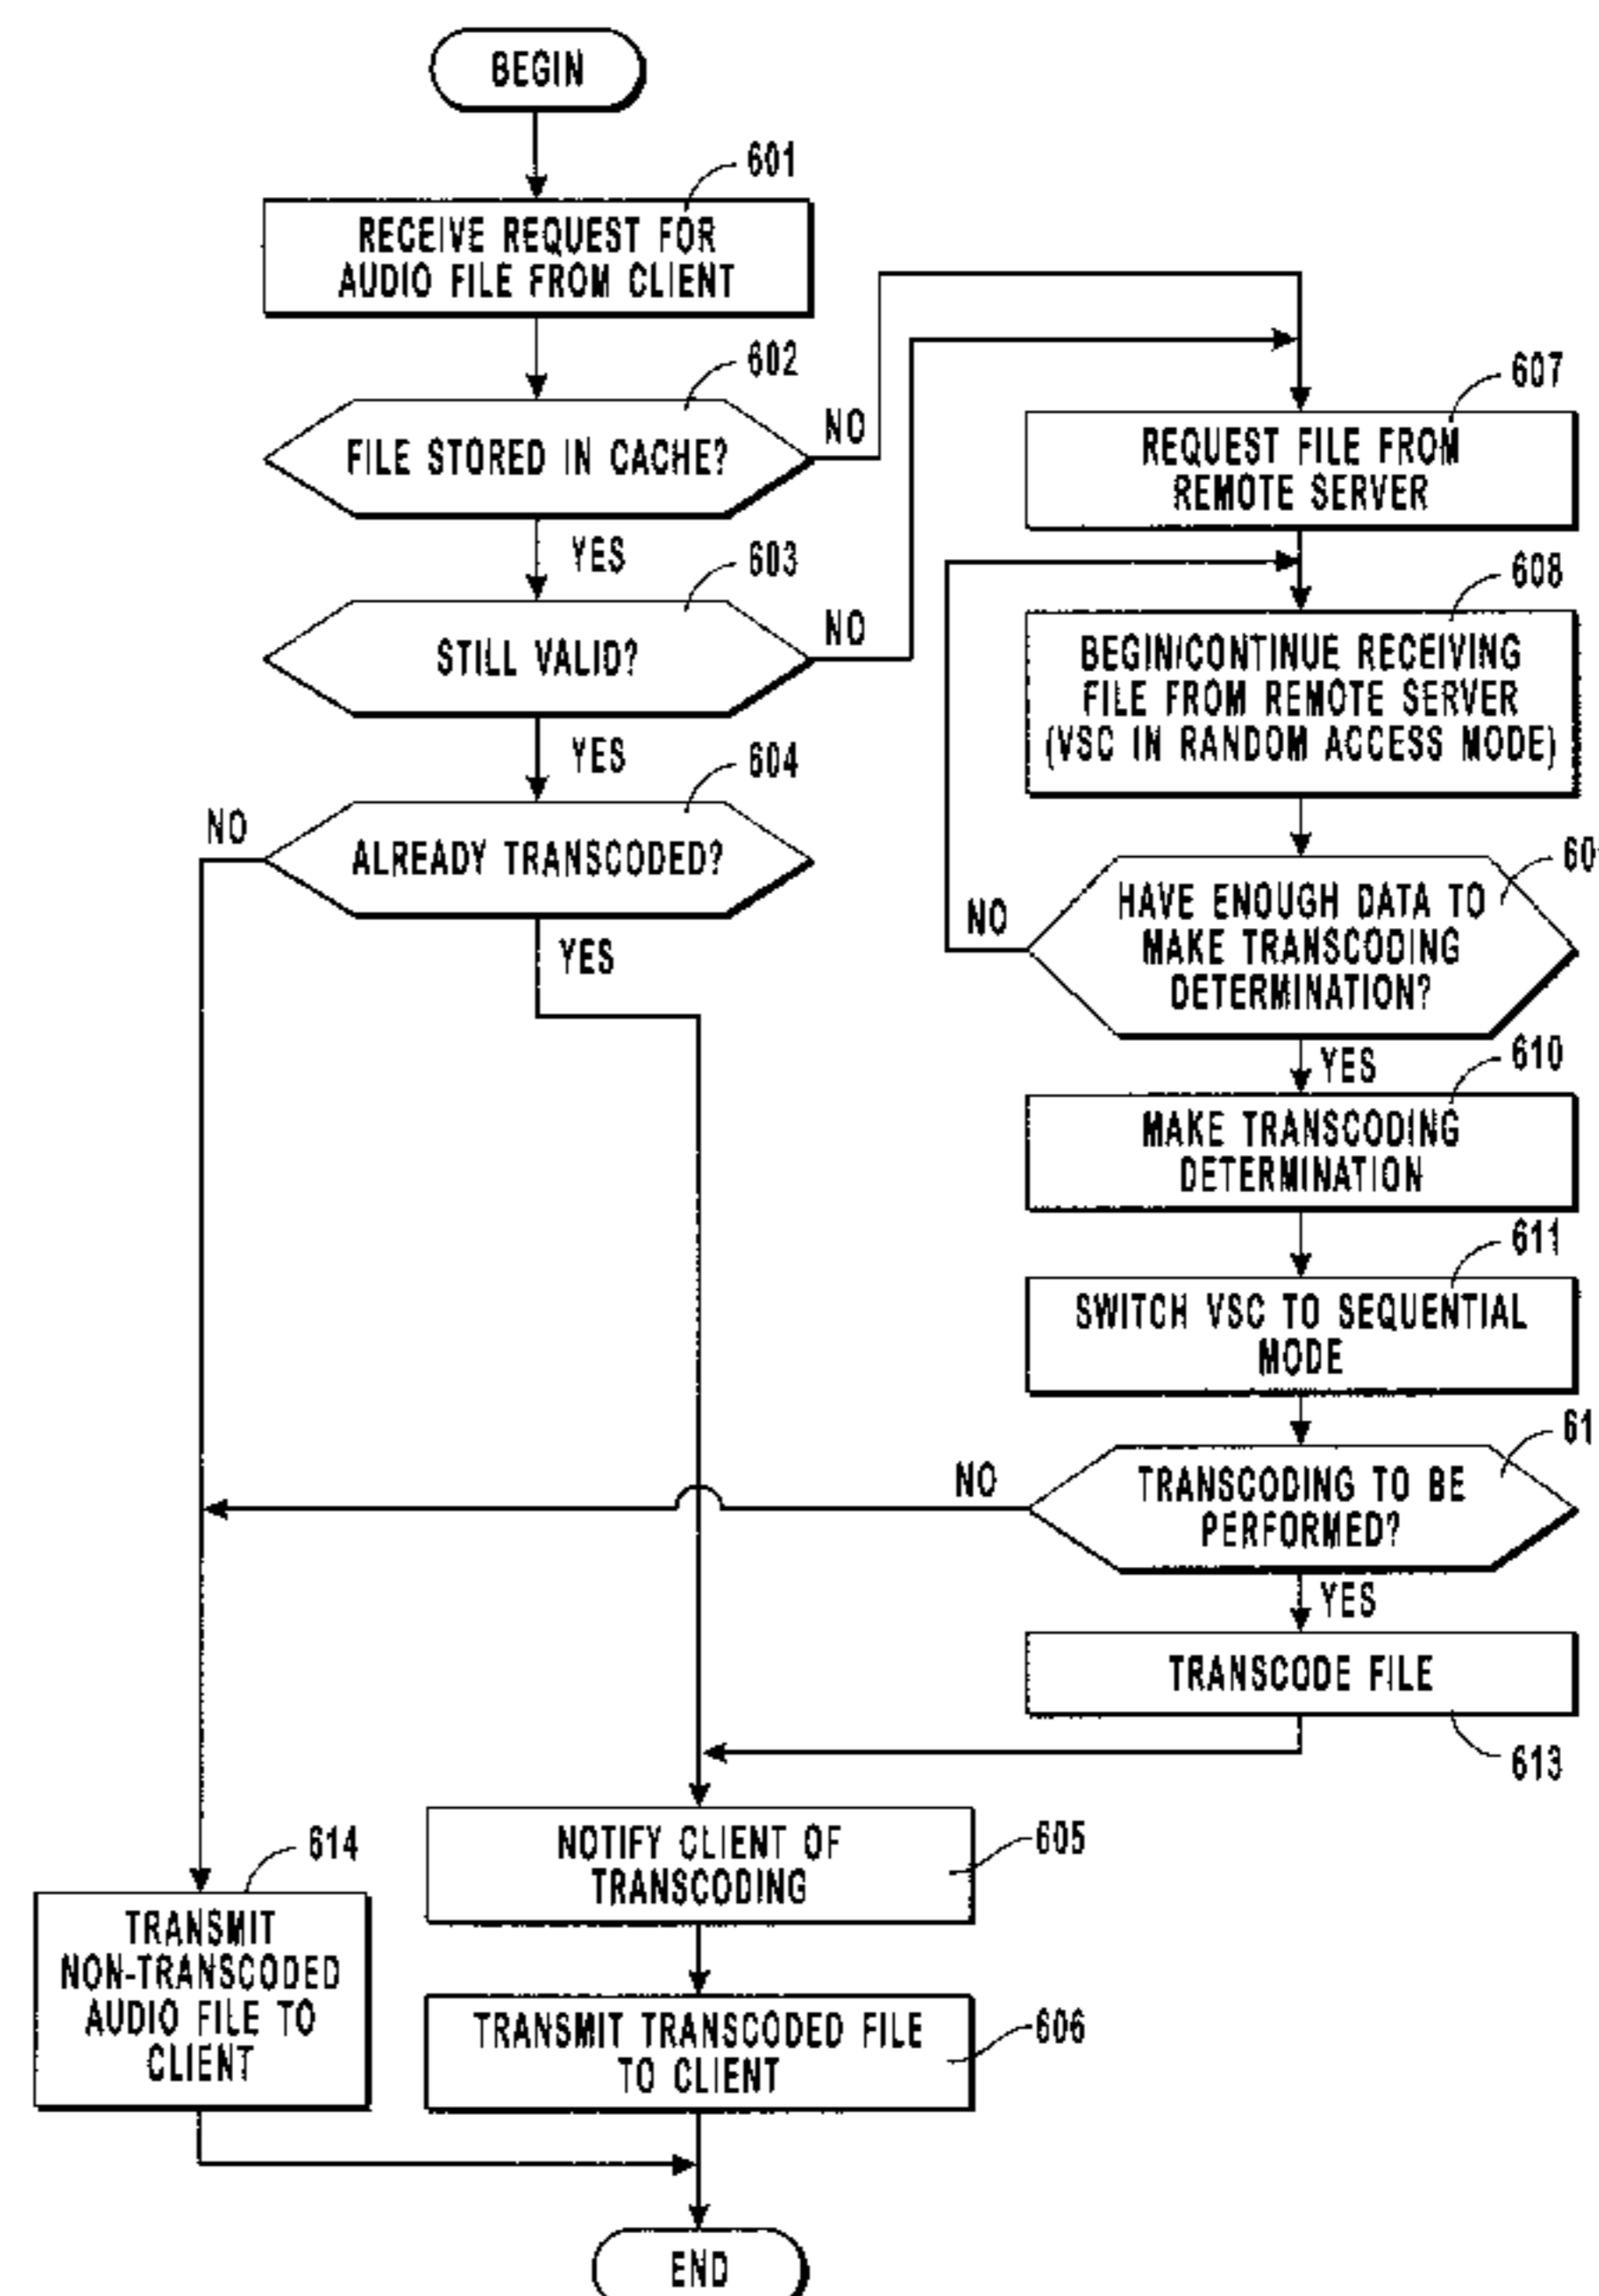 BEGIN
601
RECEIVE REQUEST FOR
AUDIO FILE FROM CLIENT
602
FILE STORED IN CACHE?
NO
YES
603
STILL VALID?
NO
YES
604
NO
ALREADY TRANSCODED?
YES
607
REQUEST FILE FROM
REMOTE SERVER
608
BEGIN/CONTINUE RECEIVING
FILE FROM REMOTE SERVER
(VSC IN RANDOM ACCESS MODE)
HAVE ENOUGH DATA TO
MAKE TRANSCODING
DETERMINATION?
NO
YES
610
MAKE TRANSCODING
DETERMINATION
611
SWITCH VSC TO SEQUENTIAL
MODE
61
NO
TRANSCODING TO BE
PERFORMED?
YES
TRANSCODE FILE
613
614
TRANSMIT
NON-TRANSCODED
AUDIO FILE TO
CLIENT
NOTIFY CLIENT OF
TRANSCODING
605
TRANSMIT TRANSCODED FILE
TO CLIENT
606
END